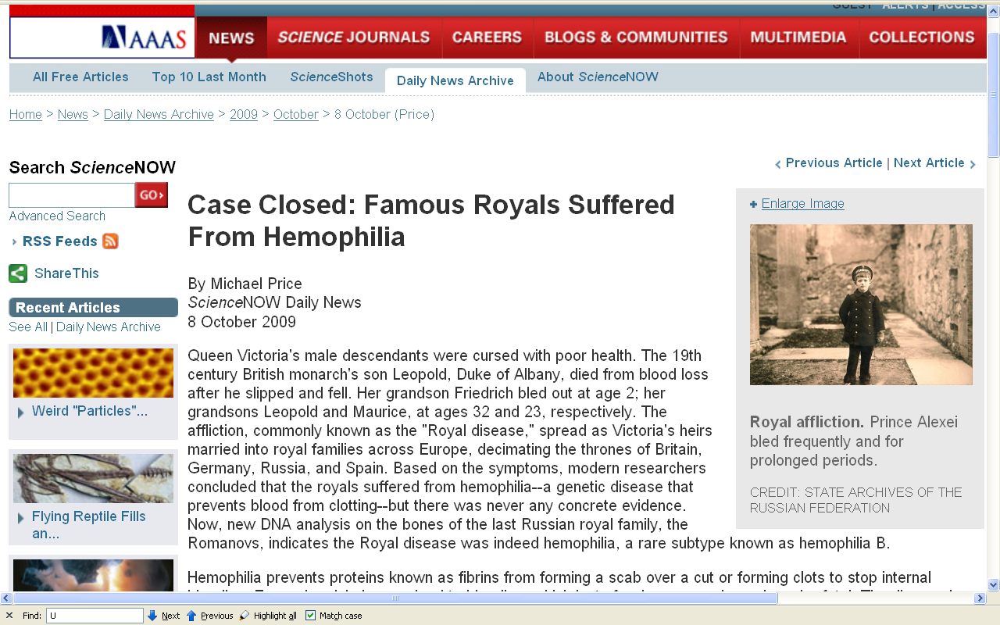 GUEST ALERTS | ACCESS
AAAS NEWS SCIENCE JOURNALS CAREERS BLOGS & COMMUNITIES MULTIMEDIA COLLECTIONS
All Free Articles Top 10 Last Month ScienceShots Daily News Archive About ScienceNOW
Home > News > Daily News Archive > 2009 > October > 8 October (Price)
Previous Article | Next Article
Search ScienceNOW
GO
Advanced Search
RSS Feeds
ShareThis
Recent Articles
See All | Daily News Archive
Weird "Particles"...
Flying Reptile Fills
an...
Case Closed: Famous Royals Suffered
From Hemophilia
By Michael Price
ScienceNOW Daily News
8 October 2009
Queen Victoria's male descendants were cursed with poor health. The 19th
century British monarch's son Leopold, Duke of Albany, died from blood loss
after he slipped and fell. Her grandson Friedrich bled out at age 2; her
grandsons Leopold and Maurice, at ages 32 and 23, respectively. The
affliction, commonly known as the "Royal disease," spread as Victoria's heirs
married into royal families across Europe, decimating the thrones of Britain,
Germany, Russia, and Spain. Based on the symptoms, modern researchers
concluded that the royals suffered from hemophilia--a genetic disease that
prevents blood from clotting--but there was never any concrete evidence.
Now, new DNA analysis on the bones of the last Russian royal family, the
Romanovs, indicates the Royal disease was indeed hemophilia, a rare subtype known as hemophilia B.
Hemophilia prevents proteins known as fibrins from forming a scab over a cut or forming clots to stop internal
Enlarge Image
Royal affliction. Prince Alexei
bled frequently and for
prolonged periods.
CREDIT: STATE ARCHIVES OF THE
RUSSIAN FEDERATION
Find: U Next Previous Highlight all Match case